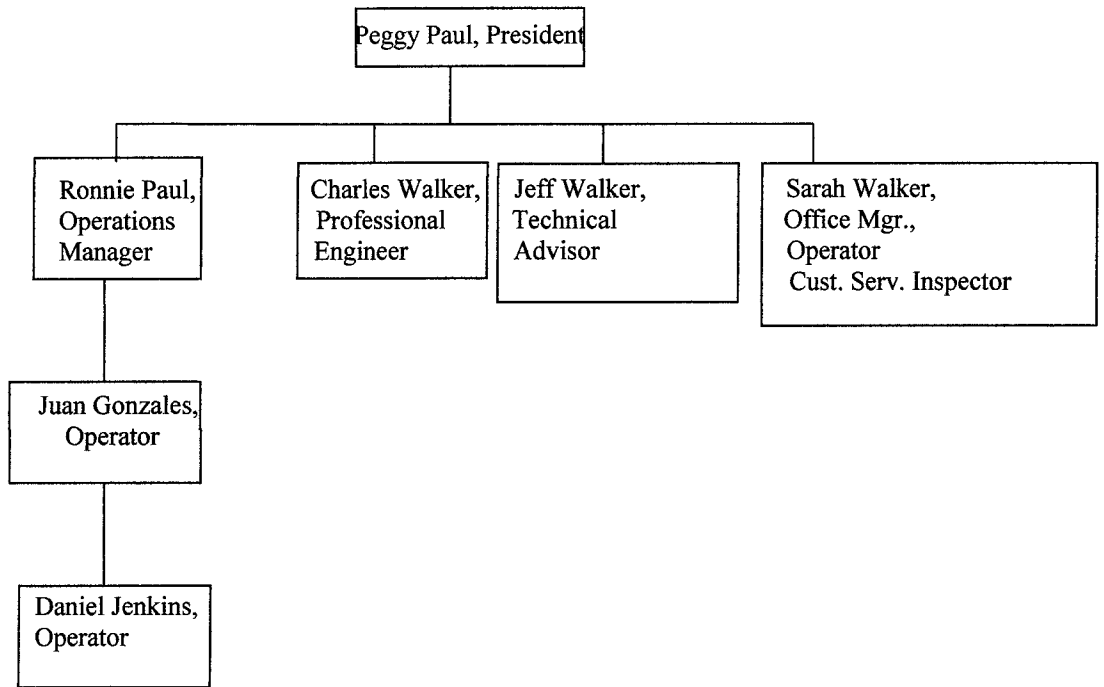 Peggy Paul, President
Ronnie Paul,
Operations
Manager
Charles Walker,
Professional
Engineer
Jeff Walker,
Technical
Advisor
Sarah Walker,
Office Mgr.,
Operator
Cust. Serv. Inspector
Juan Gonzales,
Operator
Daniel Jenkins,
Operator